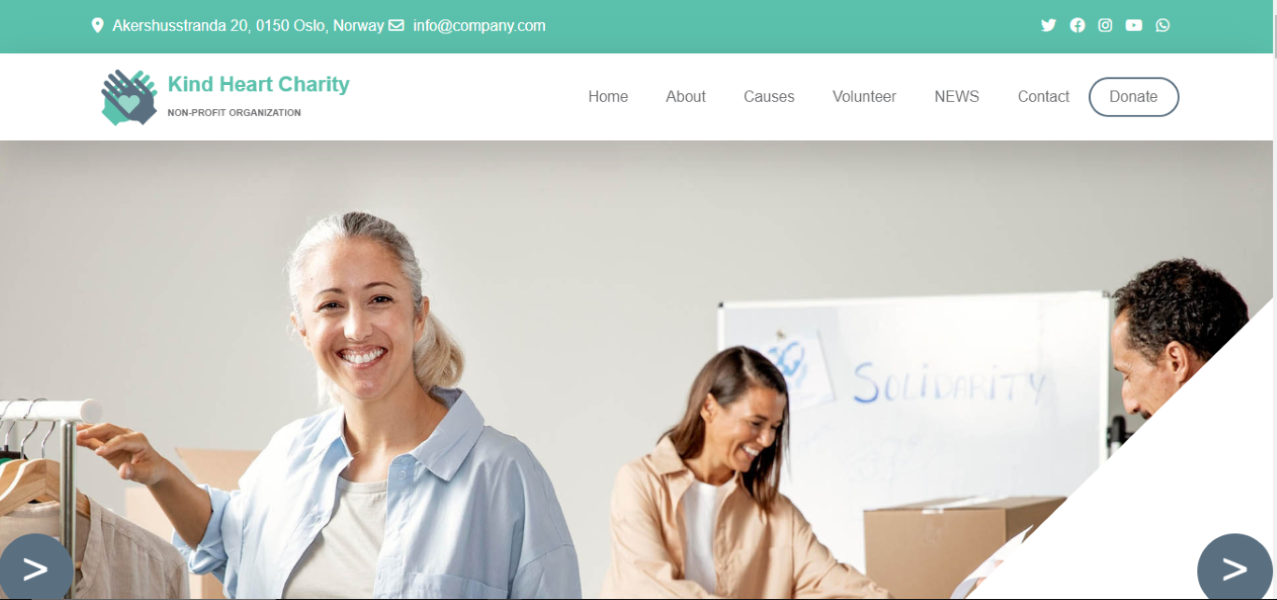 Akershusstranda 20, 0150 Oslo, Norway info@company.com
Kind Heart Charity
NON-PROFIT ORGANIZATION
Home About Causes Volunteer NEWS Contact Donate
SOLIDARITY
> >